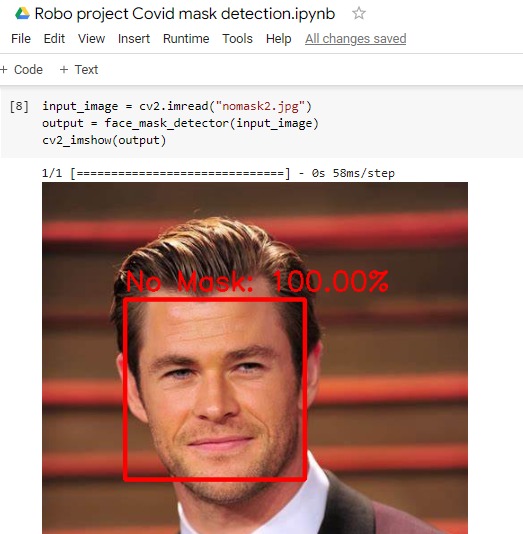 Robo project Covid mask detection.ipynb
File Edit View Insert Runtime Tools Help All changes saved
+ Code + Text
[8] input_image = cv2.imread("nomask2.jpg")
output = face_mask_detector(input_image)
cv2_imshow(output)
1/1 [==============================] - 0s 58ms/step
No Mask: 100.00%